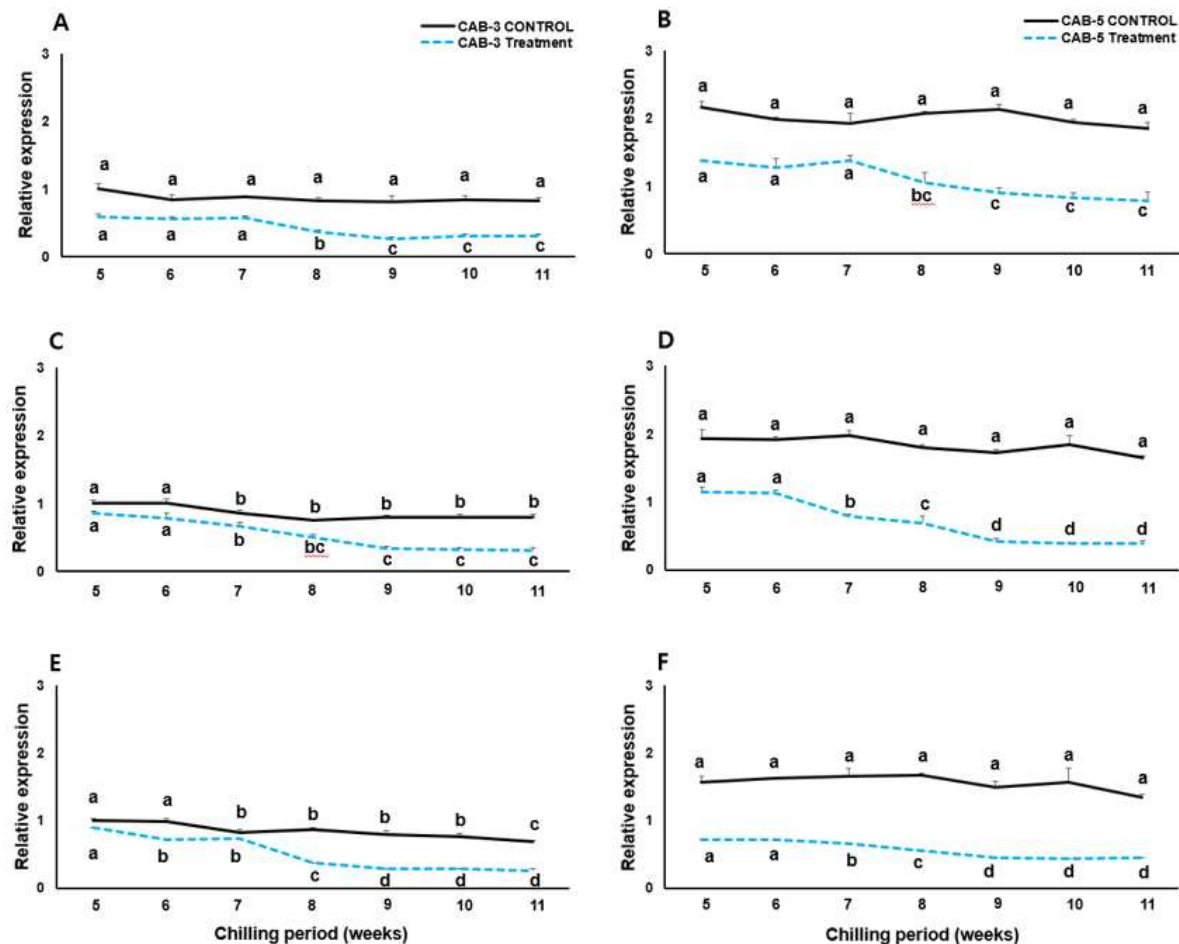 A
CAB-3 CONTROL
CAB-3 Treatment
Relative expression
3
2
1
0
a a a a a a a
a a a b c c c
5 6 7 8 9 10 11
B
CAB-5 CONTROL
CAB-5 Treatment
Relative expression
3
2
1
0
a a a a a a a
a a a bc c c c
5 6 7 8 9 10 11
C
Relative expression
3
2
1
0
a a b b b b b
a a b bc c c c
5 6 7 8 9 10 11
D
Relative expression
3
2
1
0
a a a a a a a
a a b c d d d
5 6 7 8 9 10 11
E
Relative expression
3
2
1
0
a a b b b b c
a b b c d d d
5 6 7 8 9 10 11
Chilling period (weeks)
F
Relative expression
3
2
1
0
a a a a a a a
a a b c d d d
5 6 7 8 9 10 11
Chilling period (weeks)